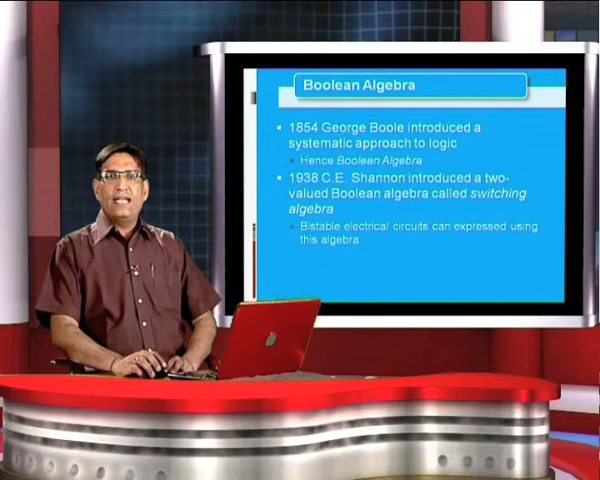 Boolean Algebra
1854 George Boole introduced a
systematic approach to logic
Hence Boolean Algebra
1938 C.E. Shannon introduced a two-
valued Boolean algebra called switching
algebra
Bistable electrical circuits can expressed using
this algebra